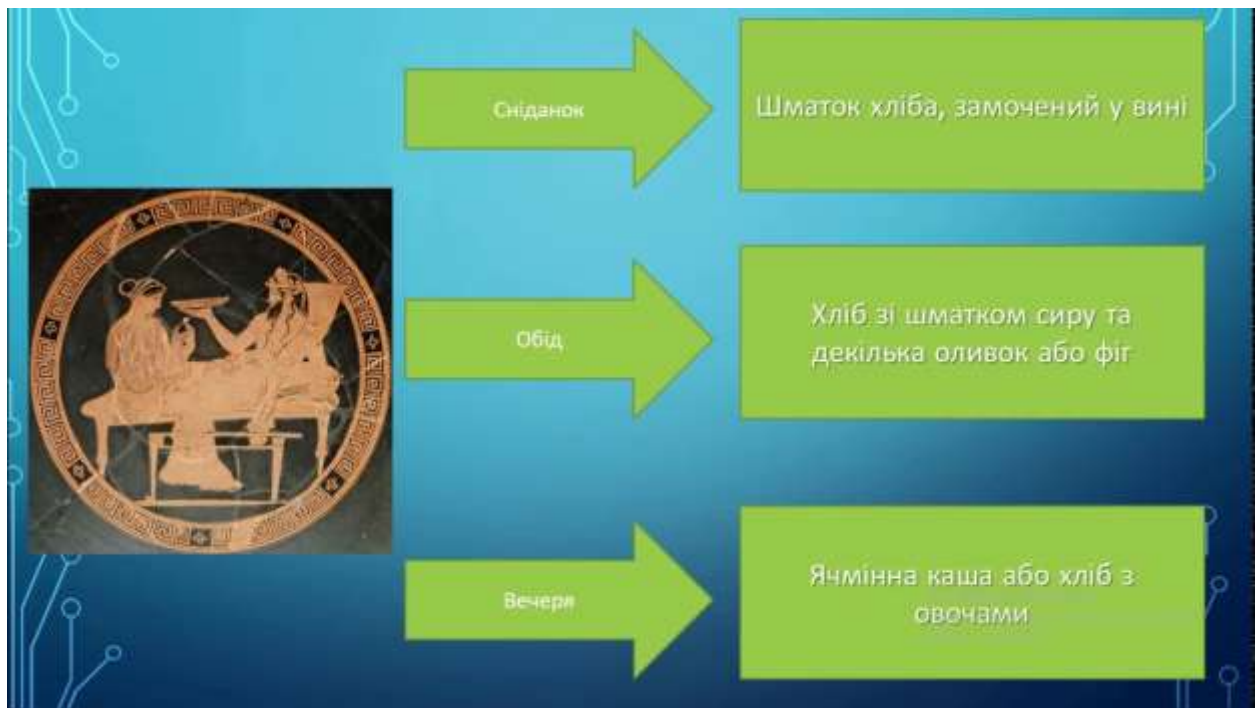 Сніданок
Шматок хліба, замочений у вині
Обід
Хліб зі шматком сиру та
декілька оливок або фіг
Вечеря
Ячмінна каша або хліб з
овочами